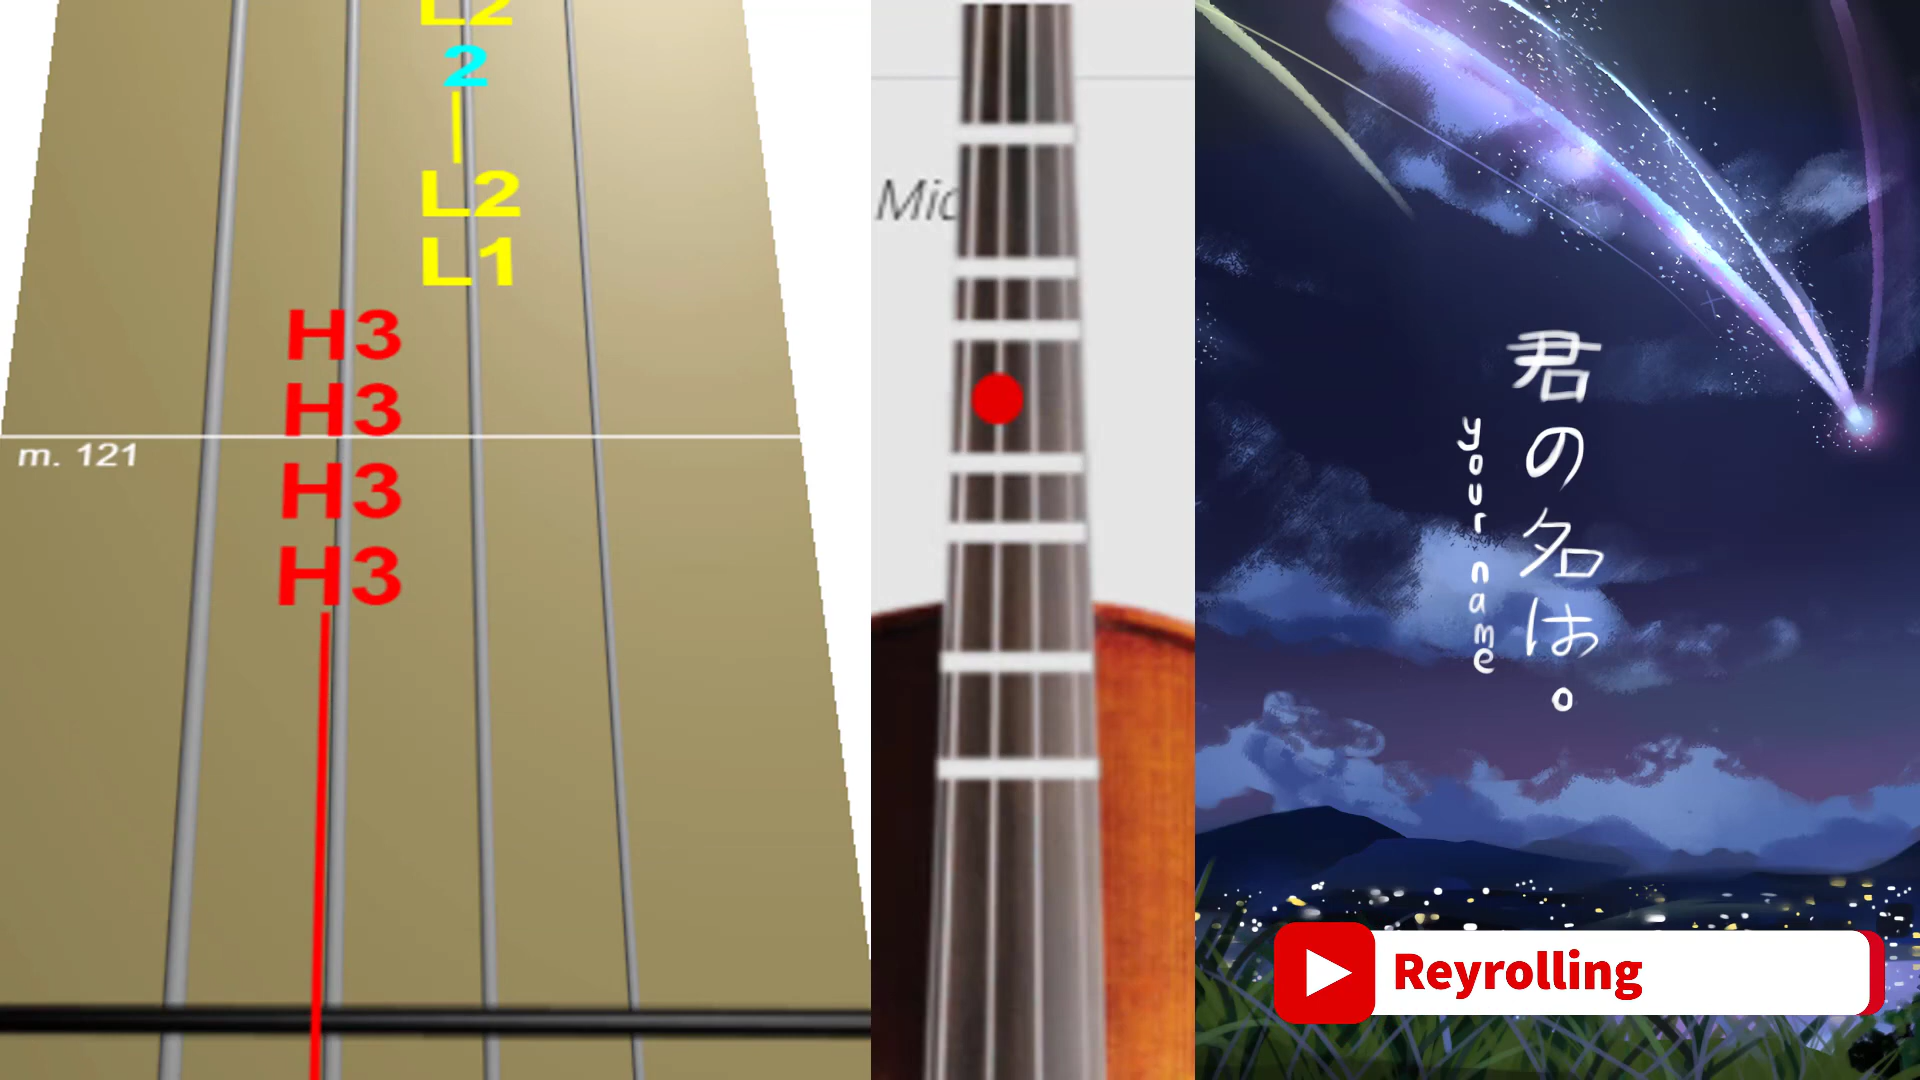 L2
2
L2
L1
H3
H3
m. 121
H3
H3
Mic
君の名は。
your name
Reyrolling